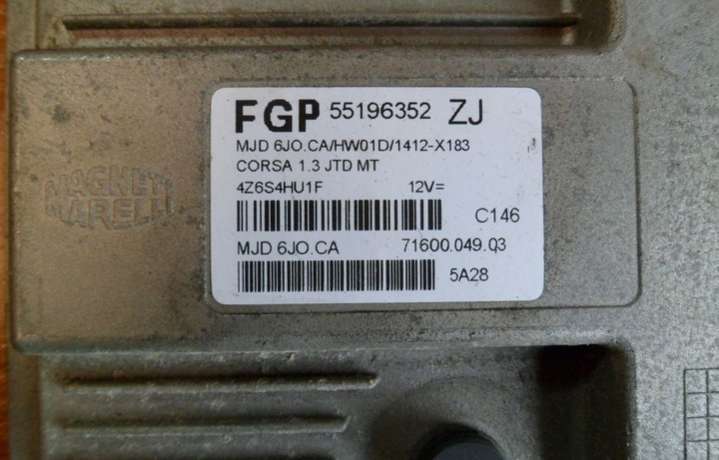 FGP 55196352 ZJ
MJD 6JO.CA/HW01D/1412-X183
CORSA 1.3 JTD MT
4Z6S4HU1F 12V=
C146
MJD 6JO.CA 71600.049.03
5A28
MAGNETI
MARELLI